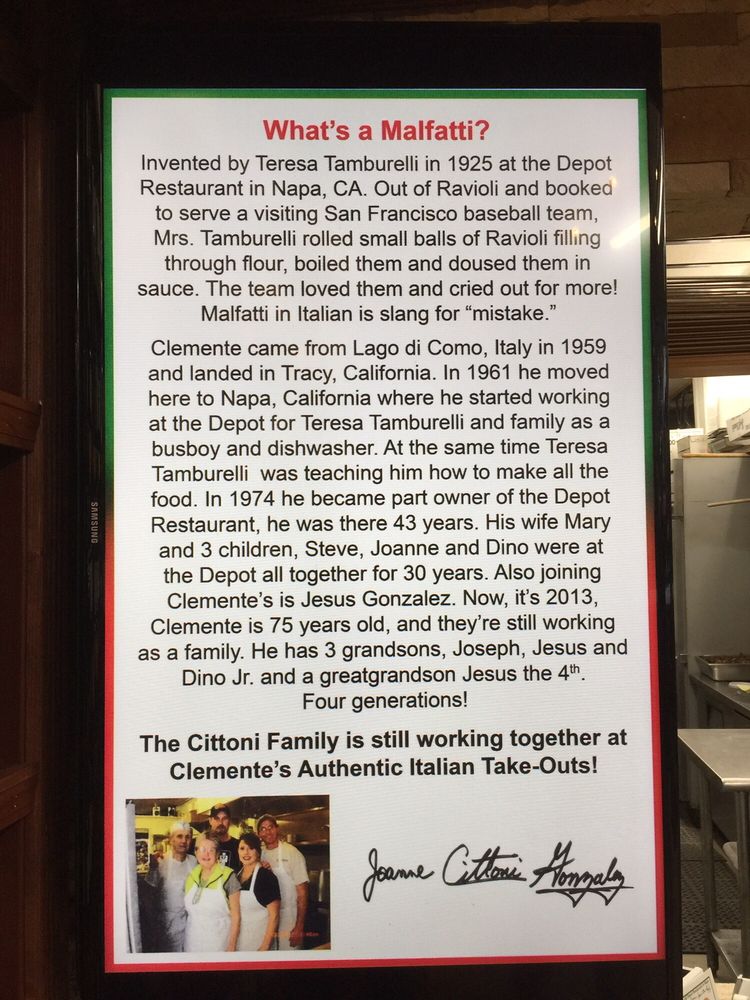 What's a Malfatti?
Invented by Teresa Tamburelli in 1925 at the Depot
Restaurant in Napa, CA. Out of Ravioli and booked
to serve a visiting San Francisco baseball team,
Mrs. Tamburelli rolled small balls of Ravioli filling
through flour, boiled them and doused them in
sauce. The team loved them and cried out for more!
Malfatti in Italian is slang for “mistake.”
Clemente came from Lago di Como, Italy in 1959
and landed in Tracy, California. In 1961 he moved
here to Napa, California where he started working
at the Depot for Teresa Tamburelli and family as a
busboy and dishwasher. At the same time Teresa
Tamburelli was teaching him how to make all the
food. In 1974 he became part owner of the Depot
Restaurant, he was there 43 years. His wife Mary
and 3 children, Steve, Joanne and Dino were at
the Depot all together for 30 years. Also joining
Clemente's is Jesus Gonzalez. Now, it's 2013,
Clemente is 75 years old, and they're still working
as a family. He has 3 grandsons, Joseph, Jesus and
Dino Jr. and a greatgrandson Jesus the 4th.
Four generations!
The Cittoni Family is still working together at
Clemente's Authentic Italian Take-Outs!
Joanne Cittoni Gonzalez
SAMSUNG